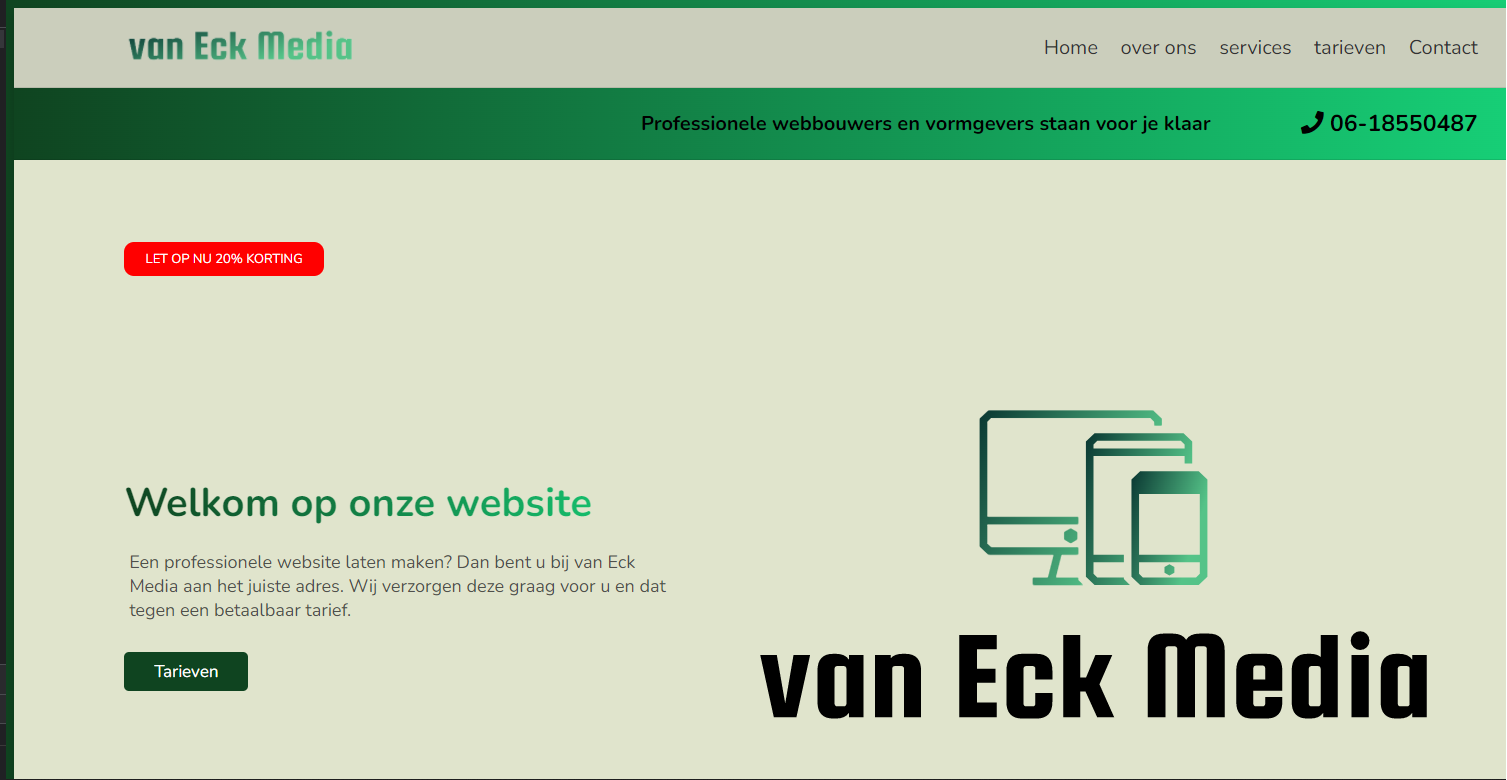 van Eck Media
Home over ons services tarieven Contact
Professionele webbouwers en vormgevers staan voor je klaar
06-18550487
LET OP NU 20% KORTING
Welkom op onze website
Een professionele website laten maken? Dan bent u bij van Eck
Media aan het juiste adres. Wij verzorgen deze graag voor u en dat
tegen een betaalbaar tarief.
Tarieven
van Eck Media